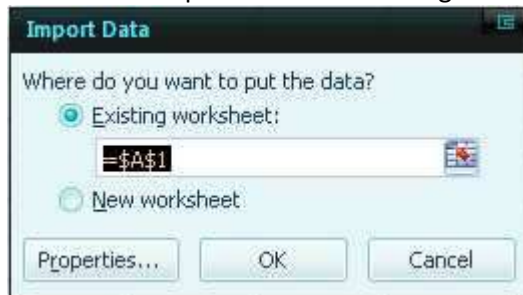 Import Data
Where do you want to put the data?
Existing worksheet:
=$A$1
New worksheet
Properties...
OK
Cancel